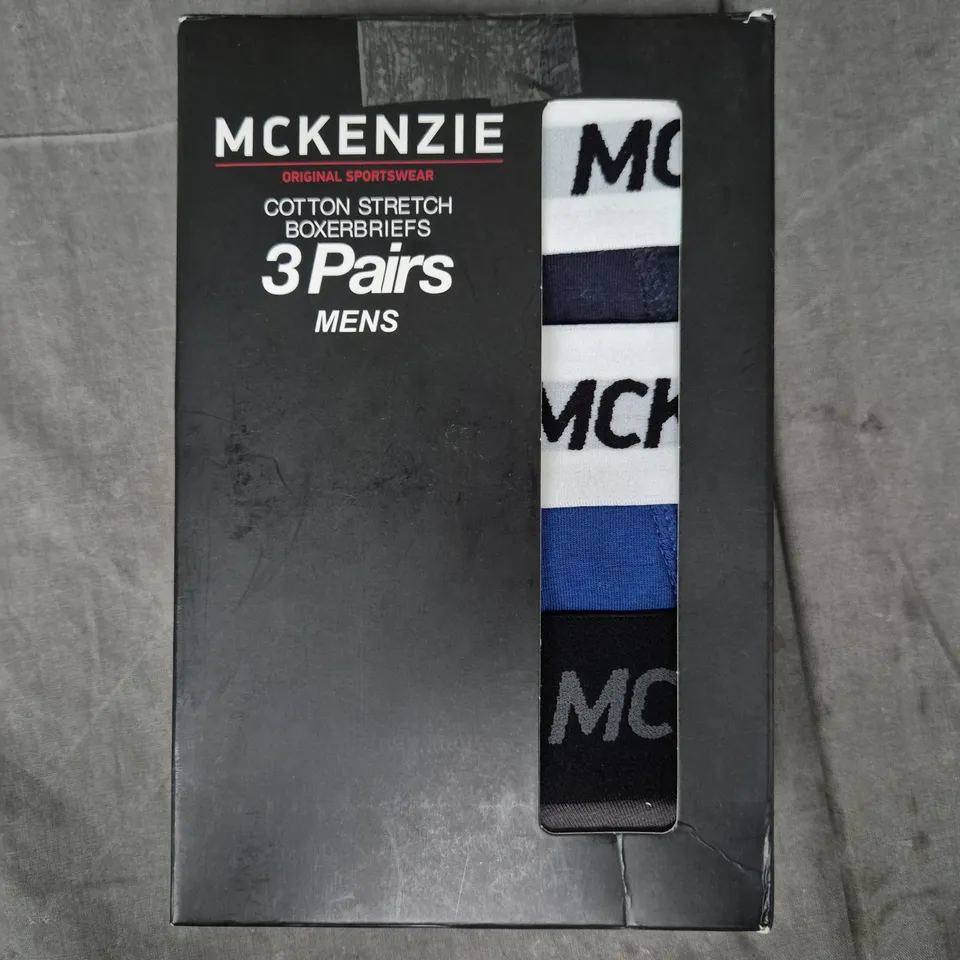 MCKENZIE
ORIGINAL SPORTSWEAR
COTTON STRETCH
BOXERBRIEFS
3 Pairs
MENS
MC
MCK
MC